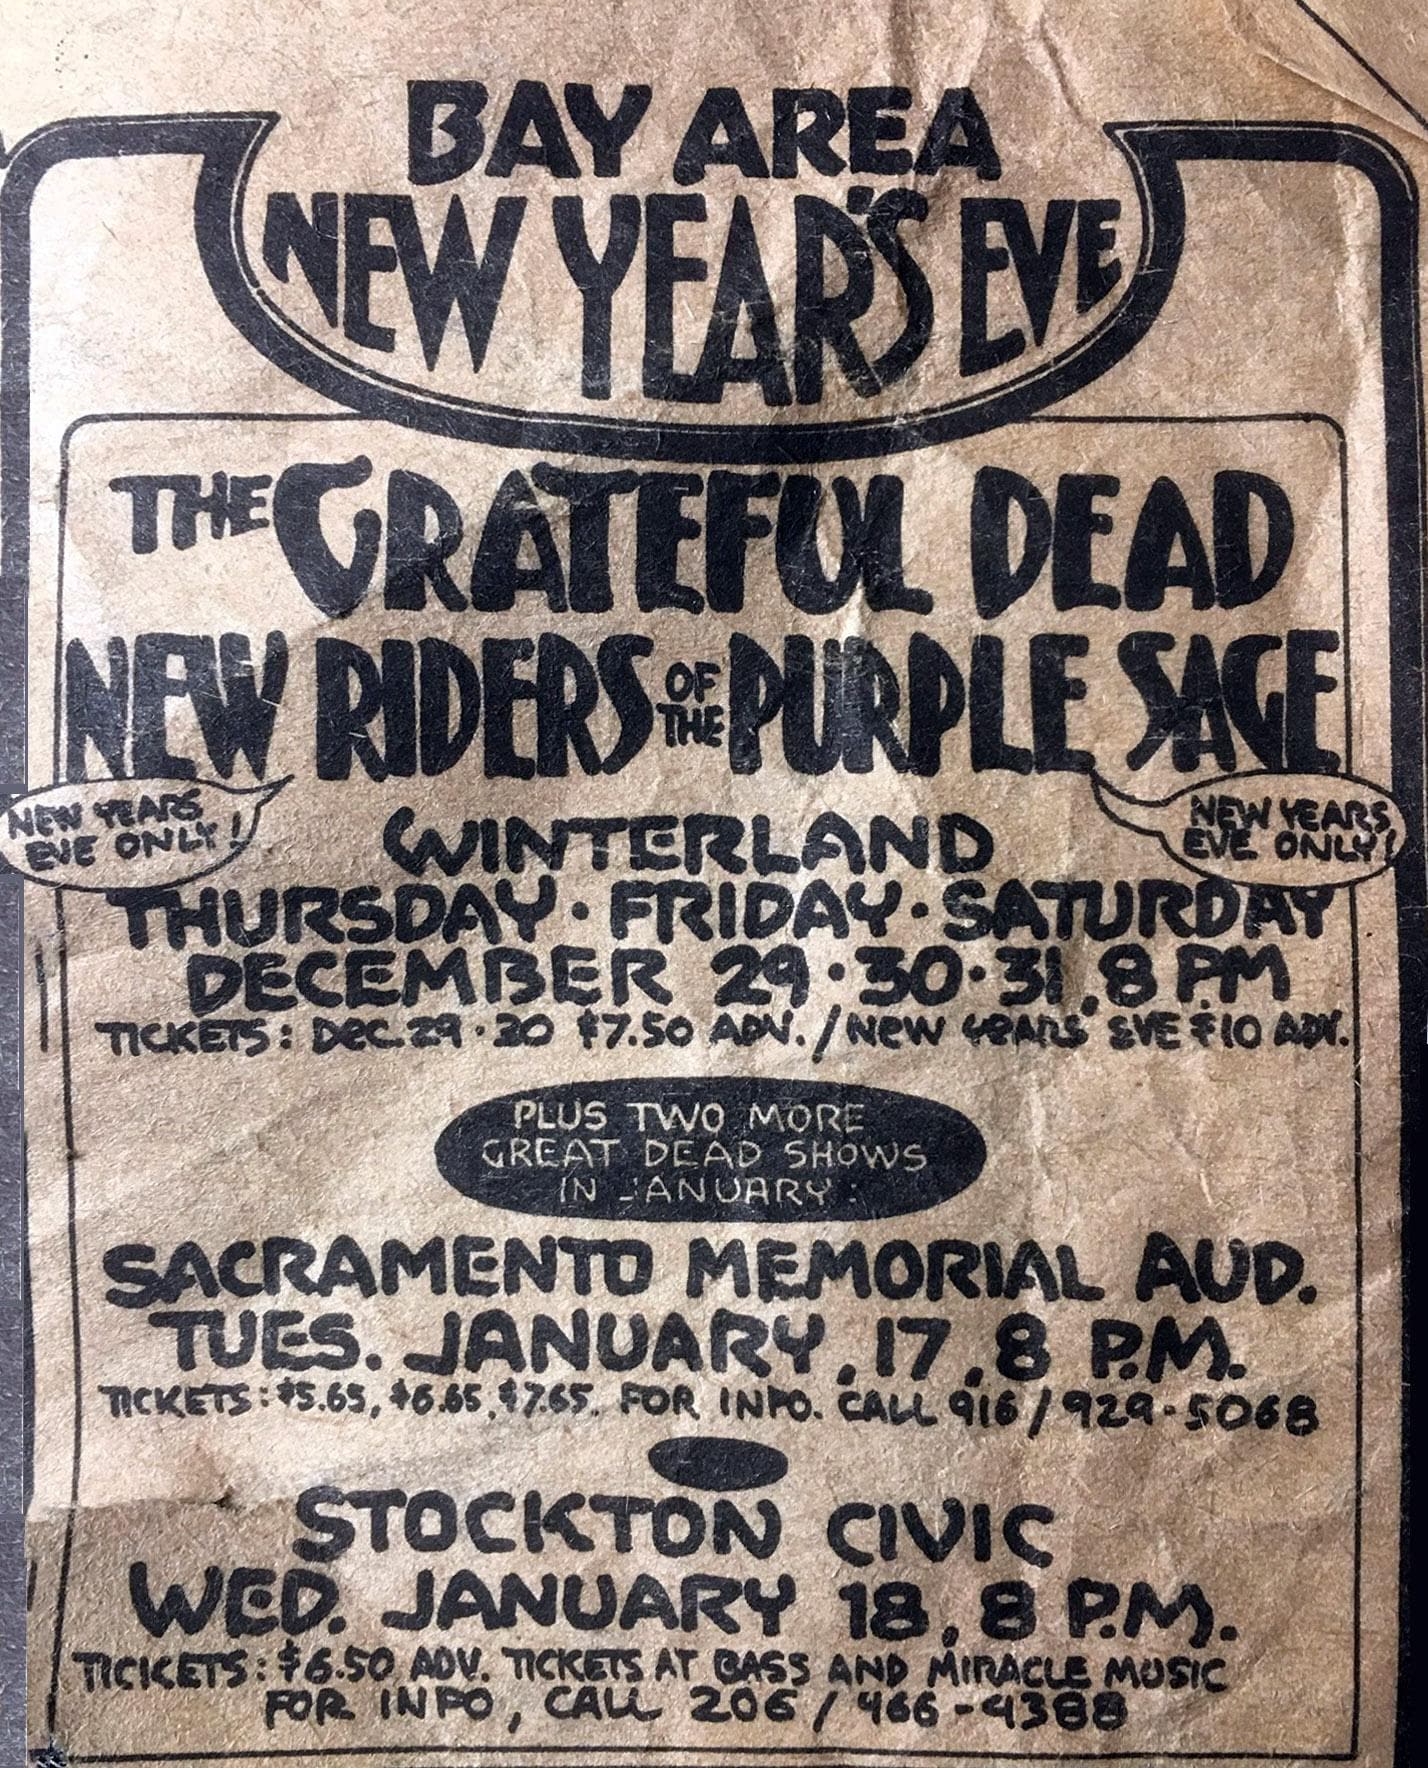 BAY AREA
NEW YEAR'S EVE
THE GRATEFUL DEAD
NEW RIDERS OF THE PURPLE SAGE
NEW YEARS
EVE ONLY!
NEW YEARS
EVE ONLY!
WINTERLAND
THURSDAY · FRIDAY · SATURDAY
DECEMBER 29 · 30 · 31, 8 P.M
TICKETS: DEC. 29 · 30 $7.50 ADV. / NEW YEARS' EVE $10 ADV.
PLUS TWO MORE
GREAT DEAD SHOWS
IN JANUARY:
SACRAMENTO MEMORIAL AUD.
TUES. JANUARY, 17, 8 P.M.
TICKETS: $5.65, $6.65, $7.65. FOR INFO. CALL 916 / 929-5068
STOCKTON CIVIC
WED. JANUARY 18, 8 P.M.
TICKETS: $6.50 ADV. TICKETS AT BASS AND MIRACLE MUSIC
FOR INFO, CALL 206 / 466-4388